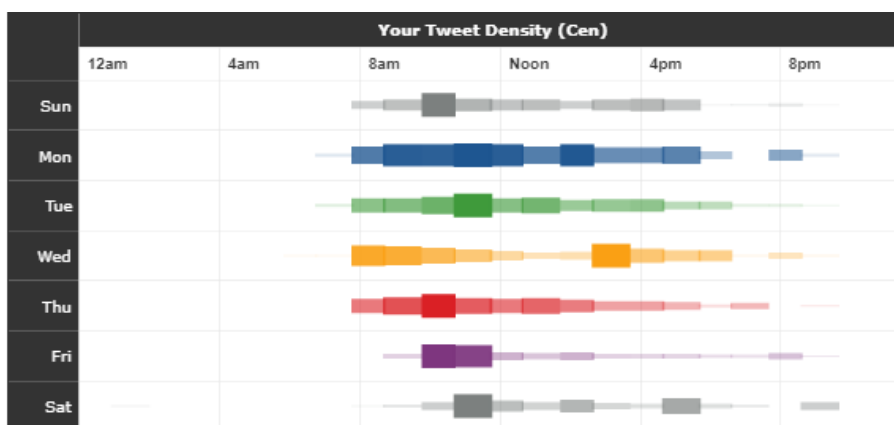 Your Tweet Density (Cen)
12am 4am 8am Noon 4pm 8pm
Sun
Mon
Tue
Wed
Thu
Fri
Sat